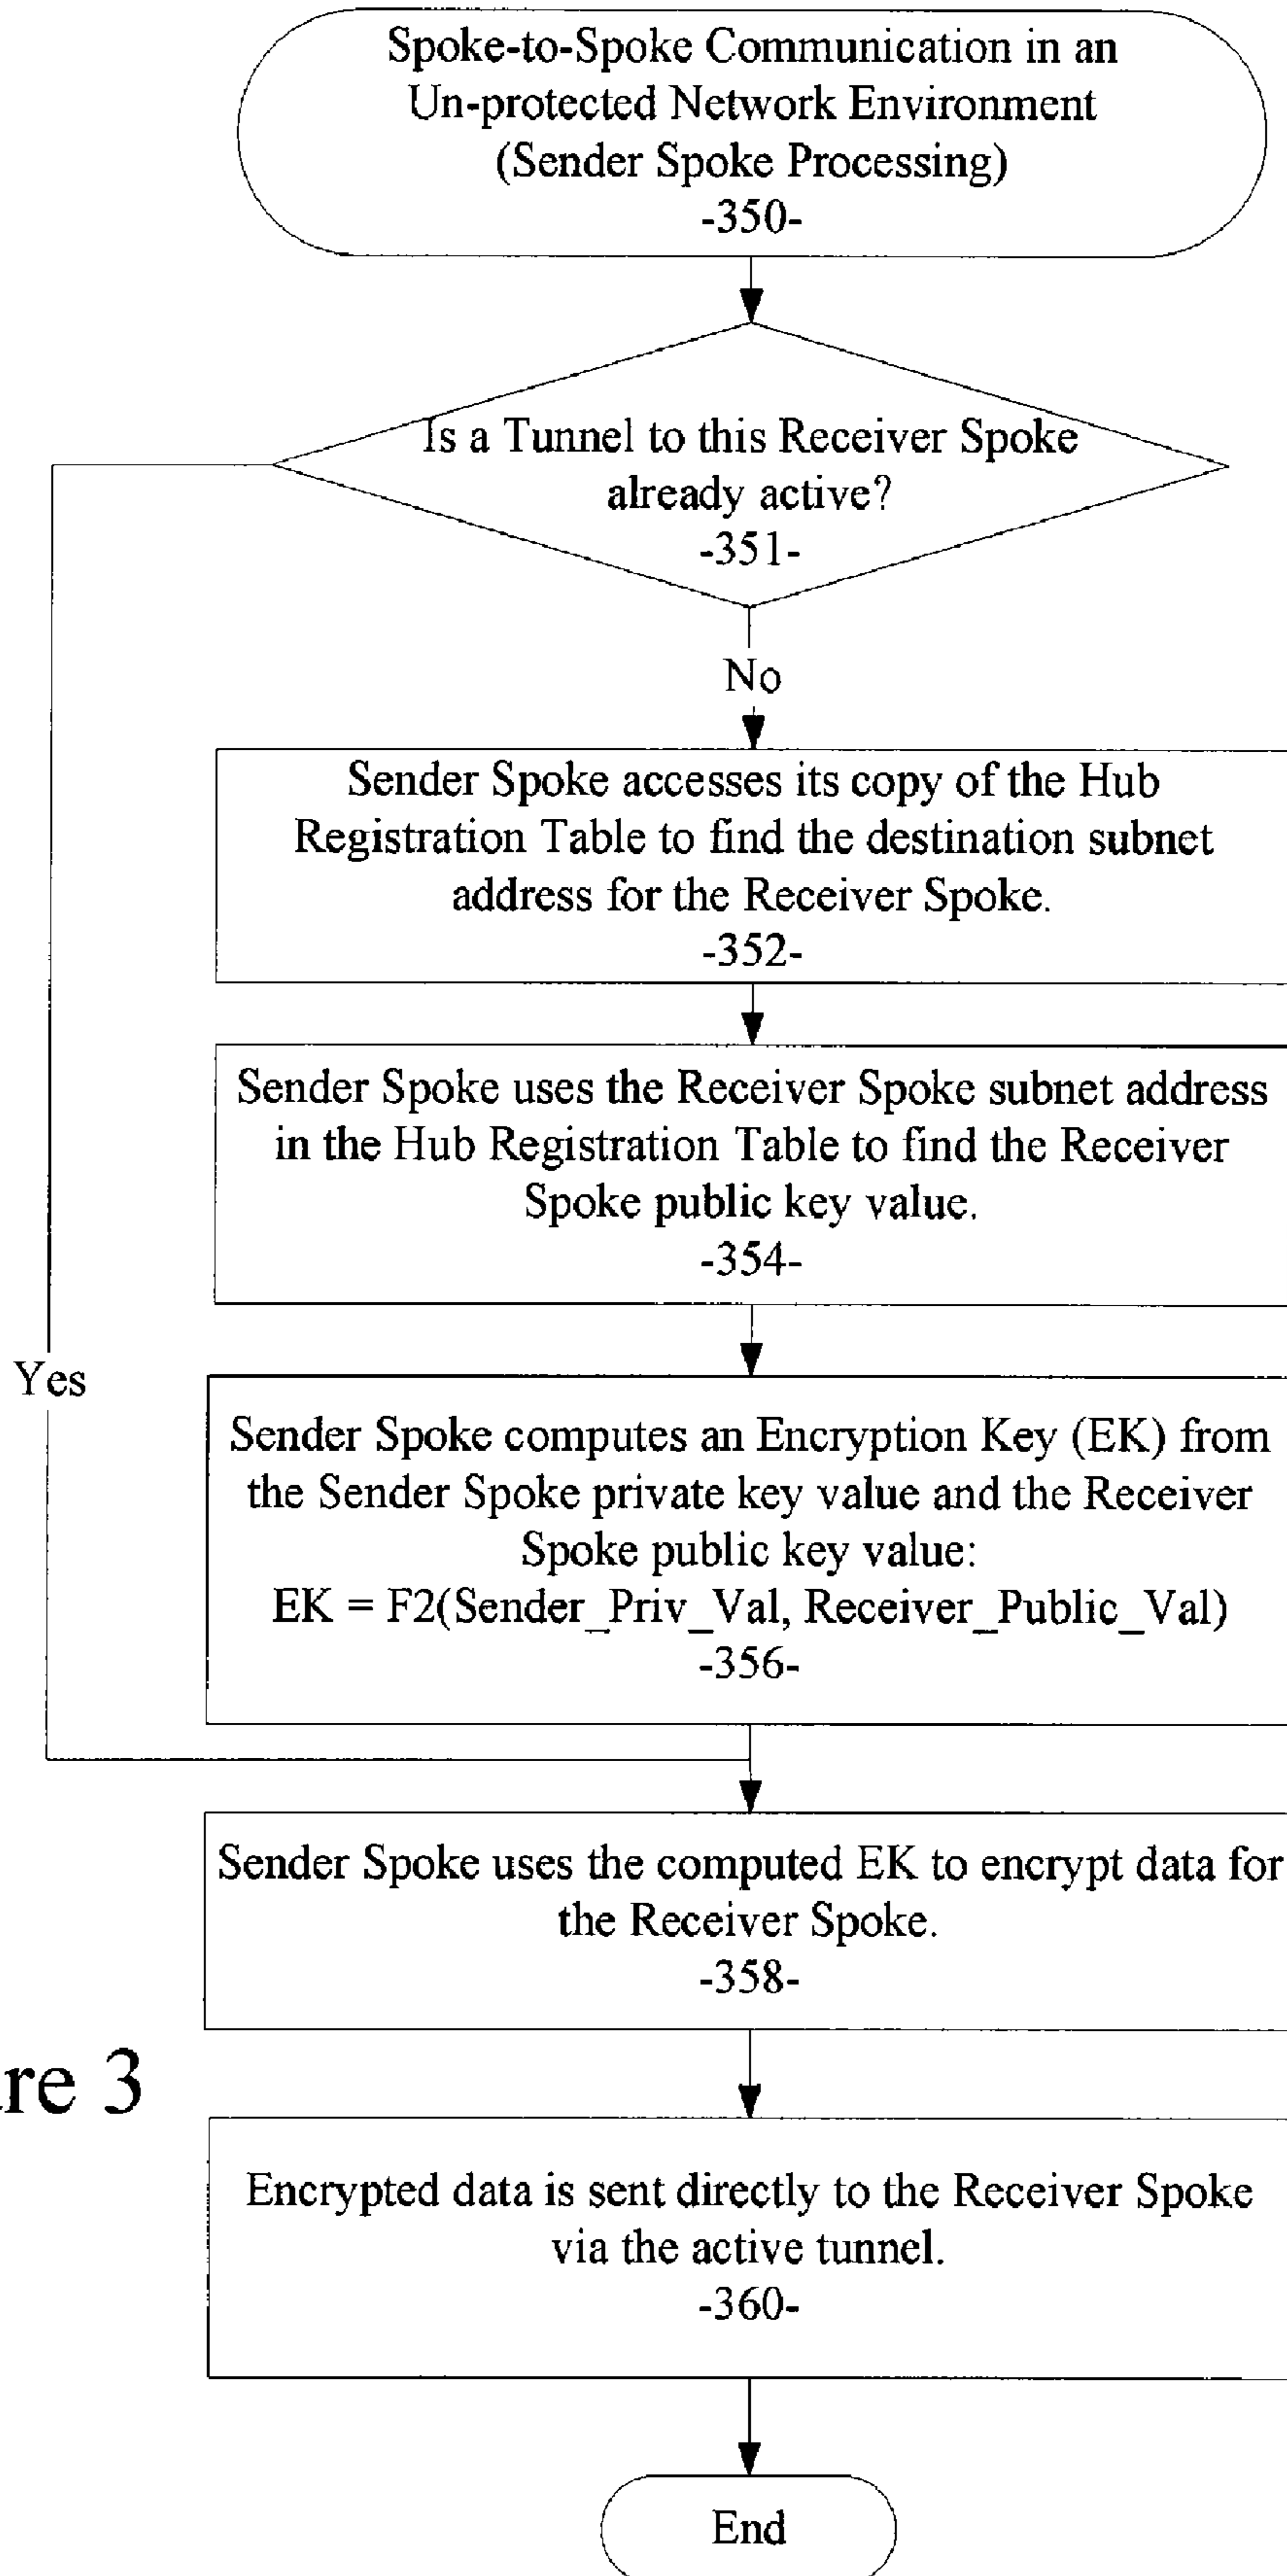 Spoke-to-Spoke Communication in an
Un-protected Network Environment
(Sender Spoke Processing)
-350-
Is a Tunnel to this Receiver Spoke
already active?
-351-
No
Sender Spoke accesses its copy of the Hub
Registration Table to find the destination subnet
address for the Receiver Spoke.
-352-
Sender Spoke uses the Receiver Spoke subnet address
in the Hub Registration Table to find the Receiver
Spoke public key value.
-354-
Yes
Sender Spoke computes an Encryption Key (EK) from
the Sender Spoke private key value and the Receiver
Spoke public key value:
EK = F2(Sender_Priv_Val, Receiver_Public_Val)
-356-
Sender Spoke uses the computed EK to encrypt data for
the Receiver Spoke.
-358-
re 3
Encrypted data is sent directly to the Receiver Spoke
via the active tunnel.
-360-
End